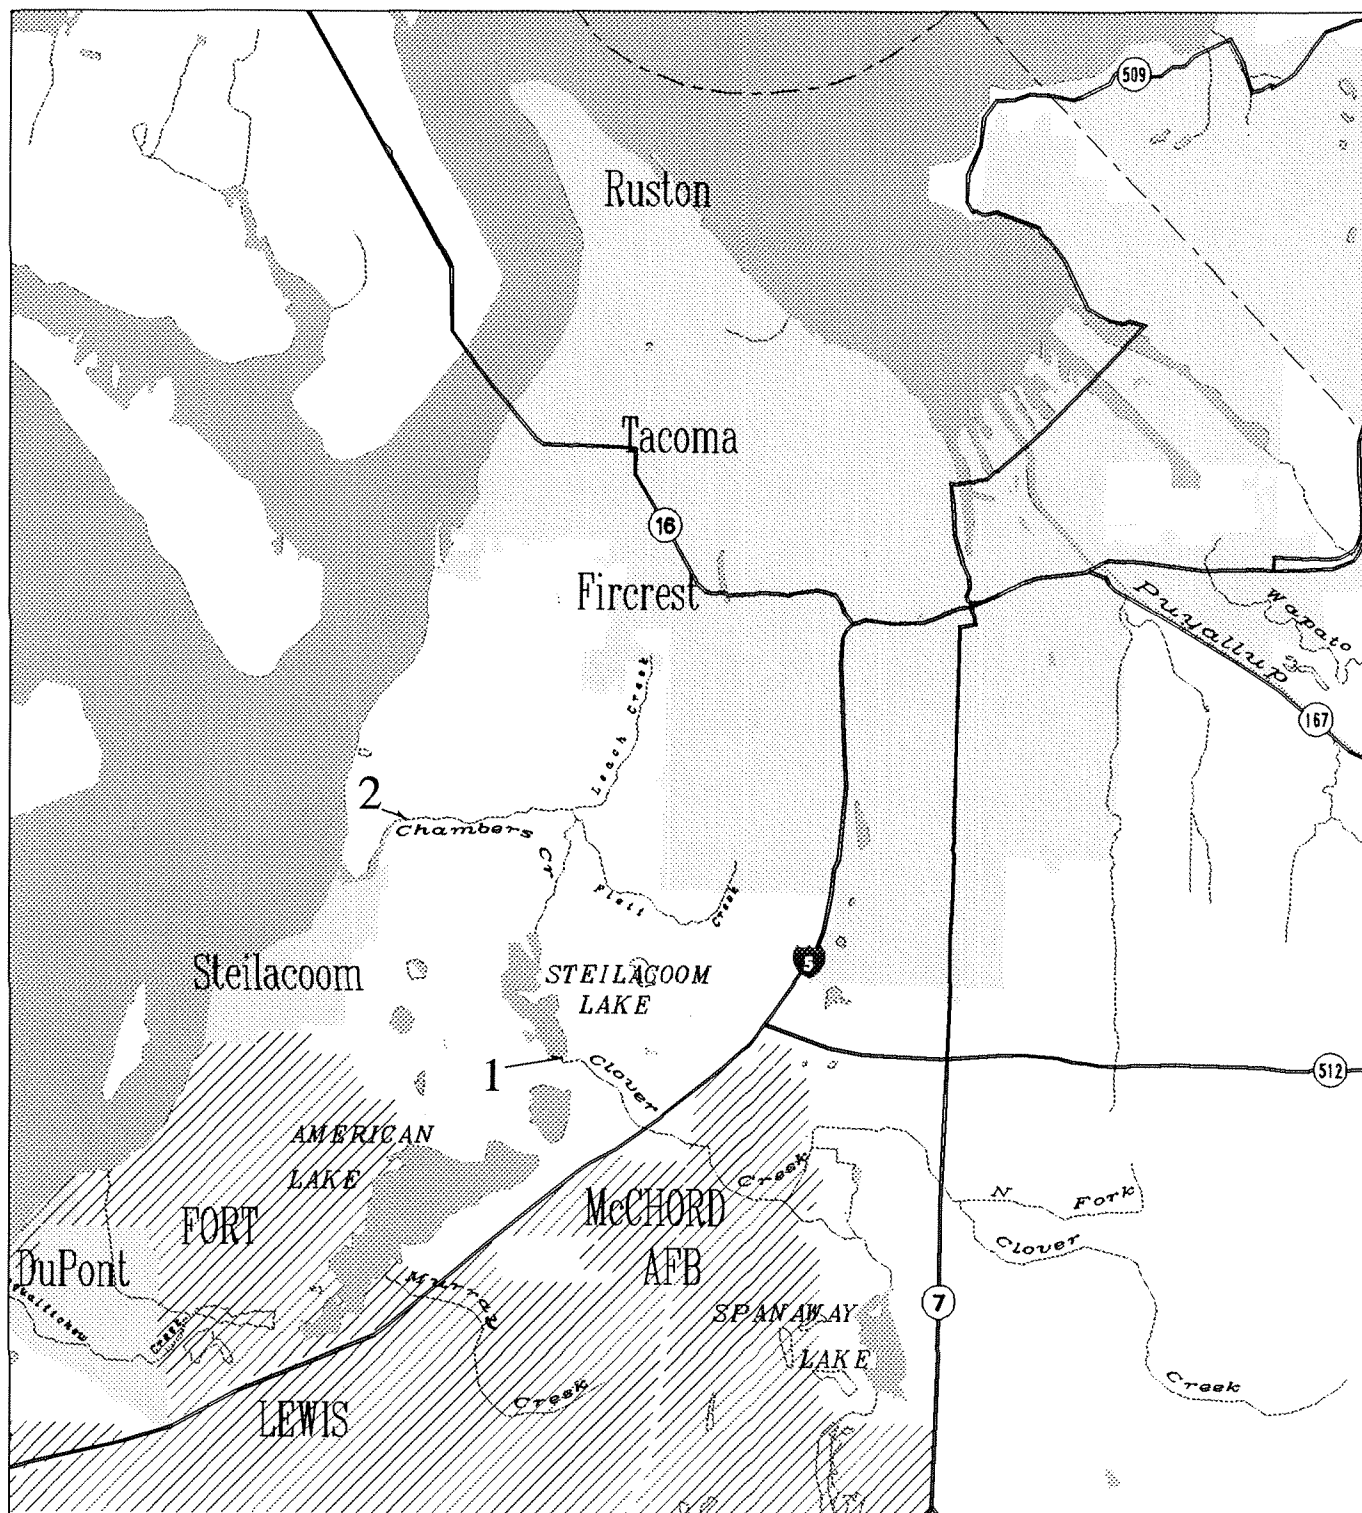 509
Ruston
Tacoma
16
Fircrest
Puyallup
Wapato
167
Leach Creek
2
Chambers
Cr
Creek
Steilacoom
5
STEILACOOM
LAKE
1
Clover
512
AMERICAN
LAKE
Creek
McCHORD
AFB
N Fork
Clover
FORT
DuPont
Murray
SPANAWAY
LAKE
7
Creek
Creek
Creek
LEWIS